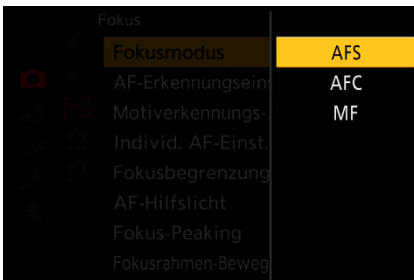 Fokus
Fokusmodus
AFS
AF-Erkennungsein
AFC
Motiverkennungs-
MF
Individ. AF-Einst.
Fokusbegrenzung
AF-Hilfslicht
Fokus-Peaking
Fokusrahmen-Beweg